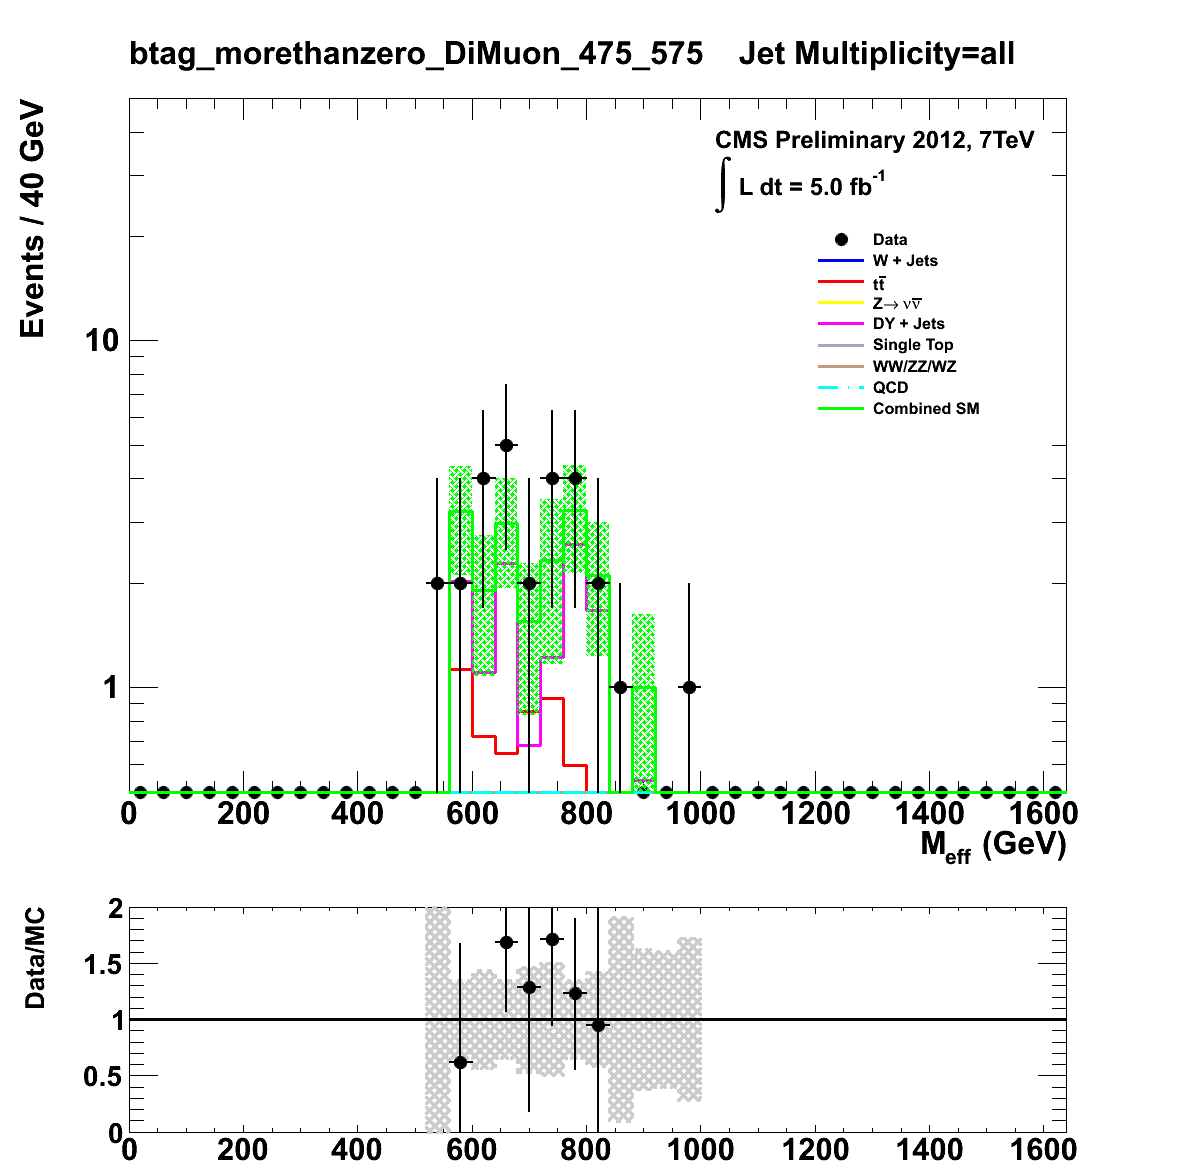 btag_morethanzero_DiMuon_475_575 Jet Multiplicity=all
Events / 40 GeV
CMS Preliminary 2012, 7TeV
∫ L dt = 5.0 fb⁻¹
Data
W + Jets
tt̅
Z→ νν̅
DY + Jets
Single Top
WW/ZZ/WZ
QCD
Combined SM
10
1
0 200 400 600 800 1000 1200 1400 1600
M_eff (GeV)
Data/MC
2
1.5
1
0.5
0
0 200 400 600 800 1000 1200 1400 1600